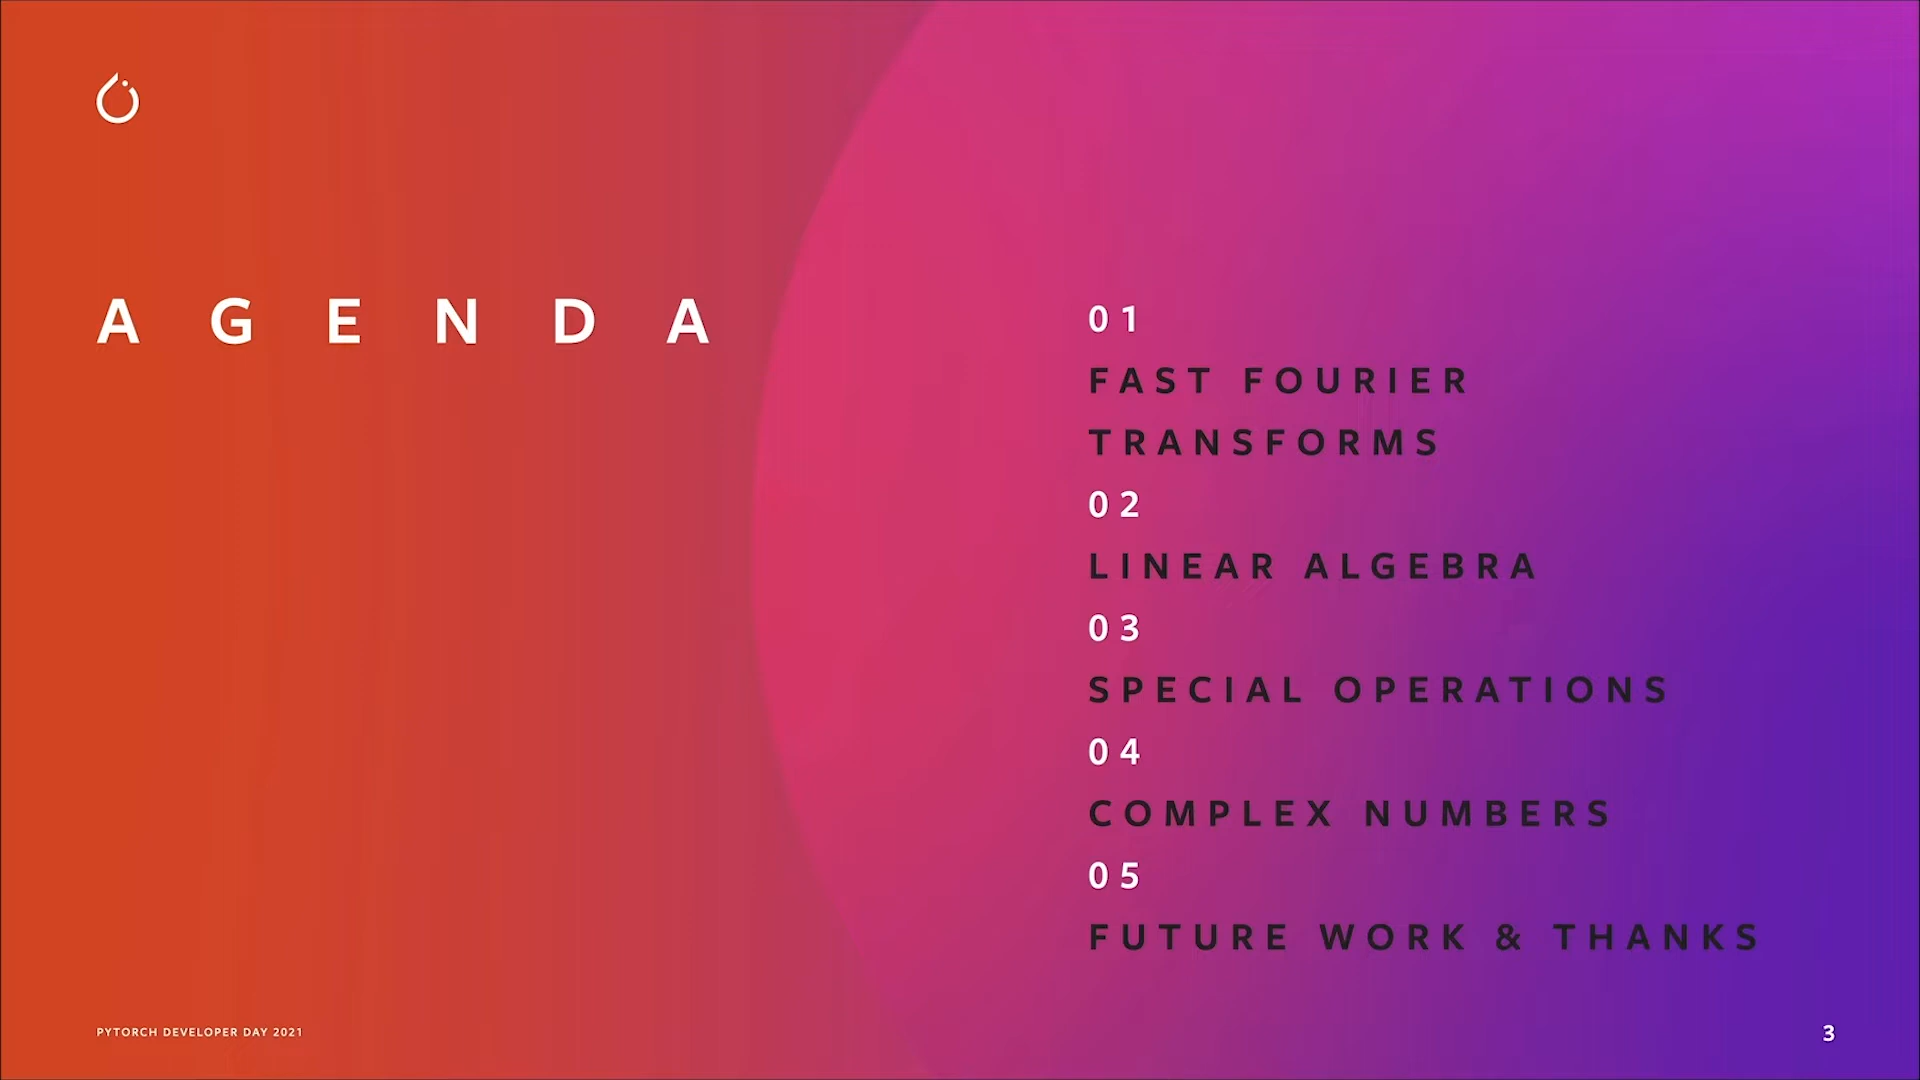 AGENDA
01
FAST FOURIER
TRANSFORMS
02
LINEAR ALGEBRA
03
SPECIAL OPERATIONS
04
COMPLEX NUMBERS
05
FUTURE WORK & THANKS
PYTORCH DEVELOPER DAY 2021
3